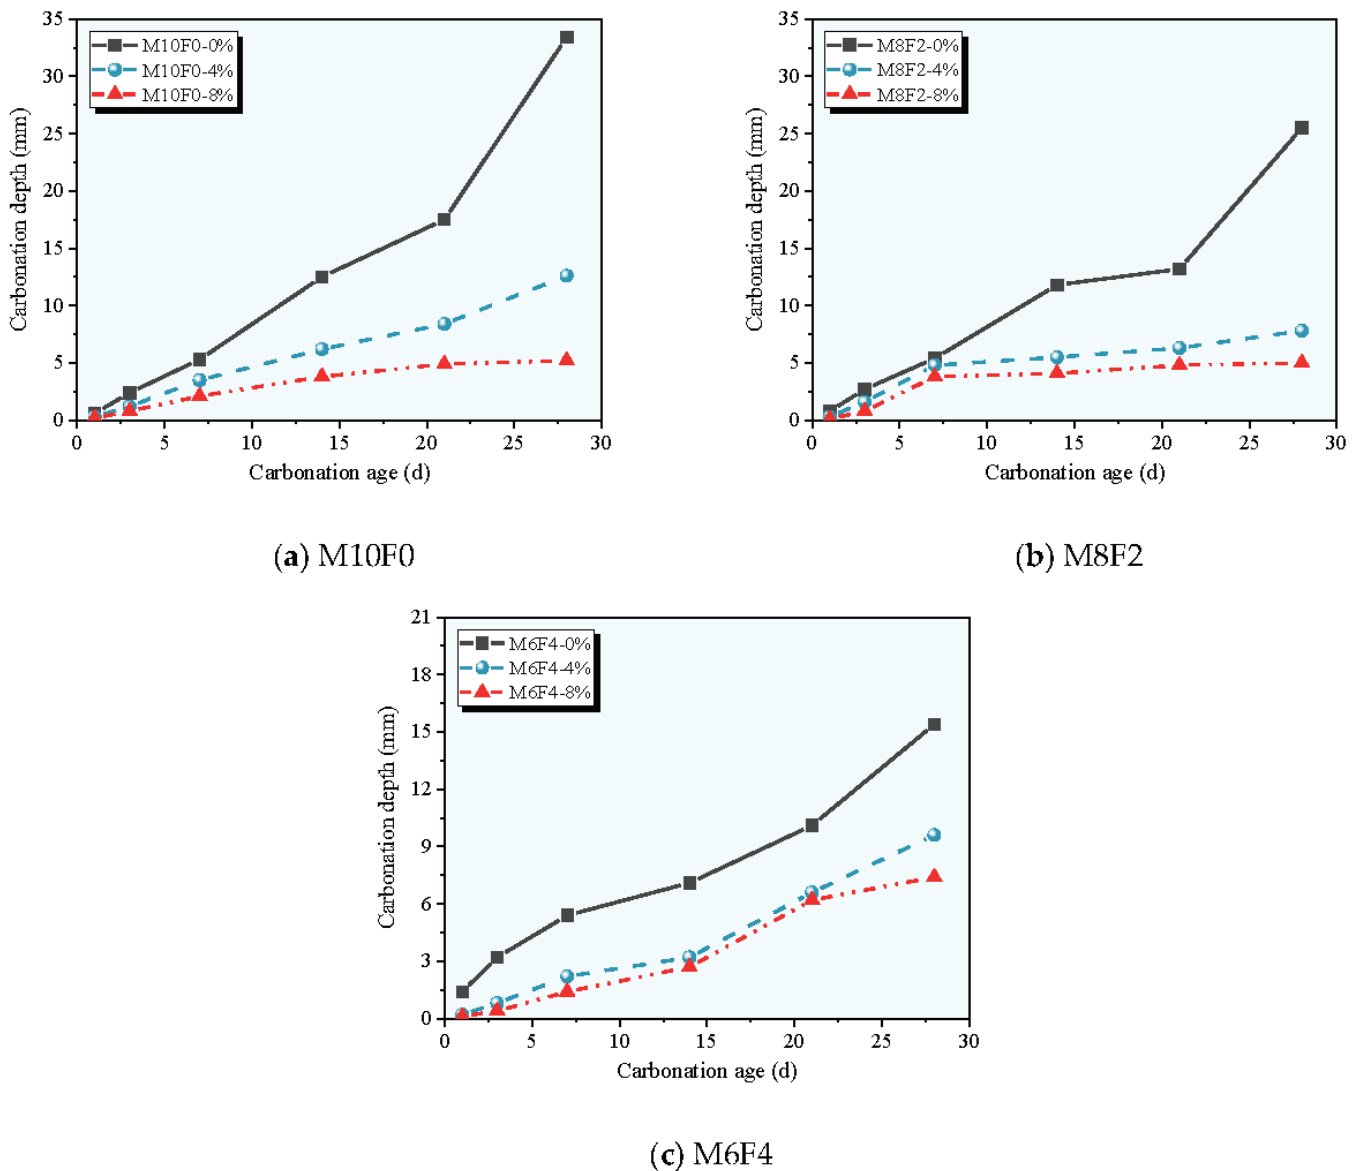 35
30
25
20
15
10
5
0
Carbonation depth (mm)
M10F0-0%
M10F0-4%
M10F0-8%
0 5 10 15 20 25 30
Carbonation age (d)
(a) M10F0
35
30
25
20
15
10
5
0
Carbonation depth (mm)
M8F2-0%
M8F2-4%
M8F2-8%
0 5 10 15 20 25 30
Carbonation age (d)
(b) M8F2
21
18
15
12
9
6
3
0
Carbonation depth (mm)
M6F4-0%
M6F4-4%
M6F4-8%
0 5 10 15 20 25 30
Carbonation age (d)
(c) M6F4